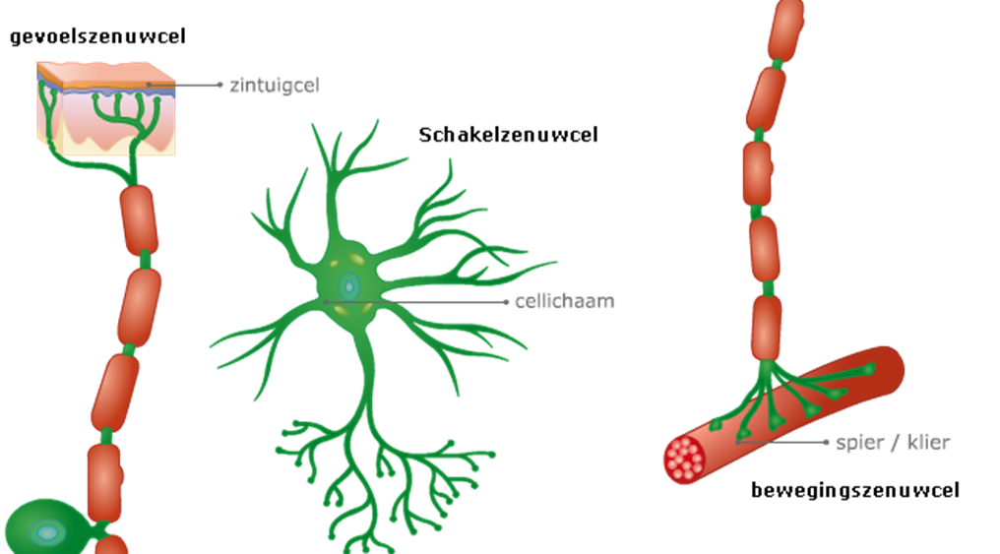 gevoelszenuwcel
zintuigcel
Schakelzenuwcel
cellichaam
spier / klier
bewegingszenuwcel